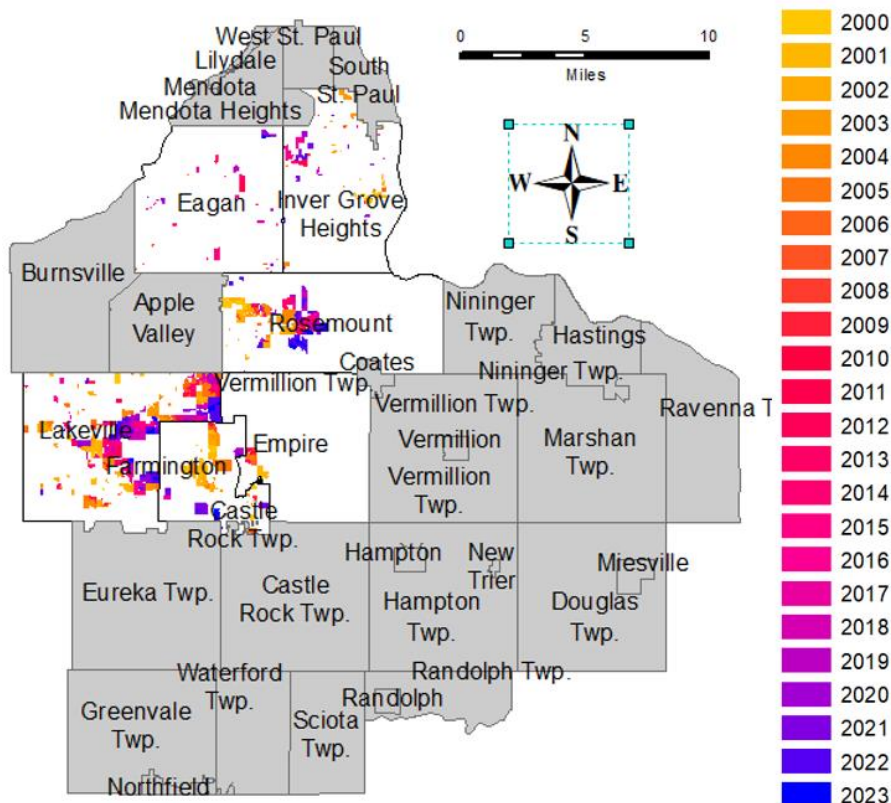 West St. Paul
Lilydale
South
St. Paul
Mendota
Mendota Heights
Eagan
Inver Grove
Heights
Burnsville
Apple
Valley
Rosemount
Nininger
Twp.
Hastings
Coates
Nininger Twp.
Vermillion Twp.
Ravenna T
Vermillion Twp.
Lakeville
Empire
Vermillion
Marshan
Twp.
Farmington
Vermillion
Twp.
Castle
Rock Twp.
Hampton
New
Trier
Miesville
Eureka Twp.
Castle
Rock Twp.
Hampton
Twp.
Douglas
Twp.
Waterford
Twp.
Randolph Twp.
Randolph
Greenvale
Twp.
Sciota
Twp.
Northfield
0 5 10
Miles
N
W E
S
2000
2001
2002
2003
2004
2005
2006
2007
2008
2009
2010
2011
2012
2013
2014
2015
2016
2017
2018
2019
2020
2021
2022
2023